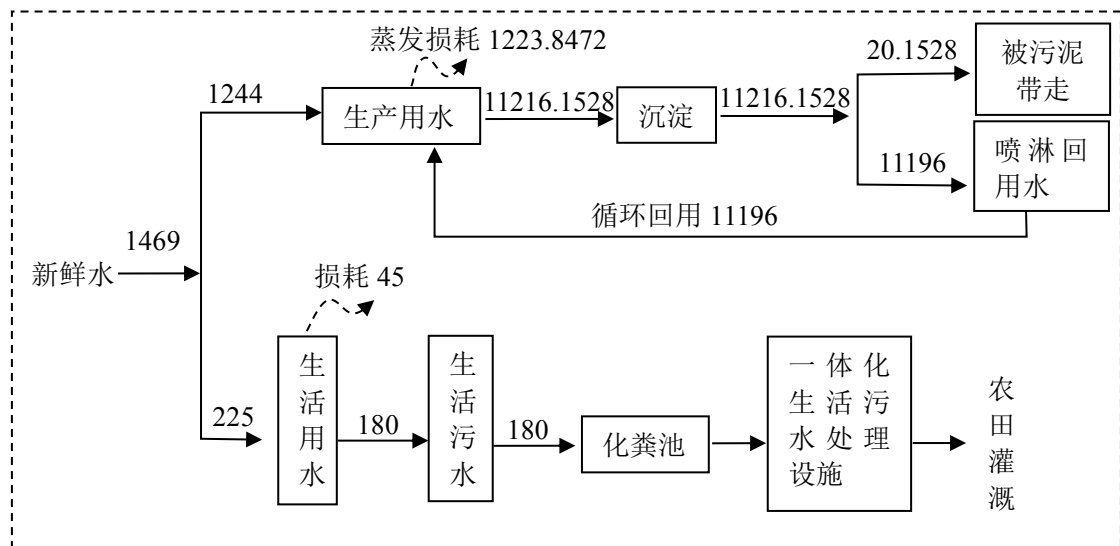 蒸发损耗 1223.8472
20.1528
被污泥
带走
1244
生产用水
11216.1528
沉淀
11216.1528
11196
喷淋回
用水
循环回用 11196
1469
新鲜水
损耗 45
225
生
活
用
水
180
生
活
污
水
180
化粪池
一体化
生活污
水处理
设施
农
田
灌
溉